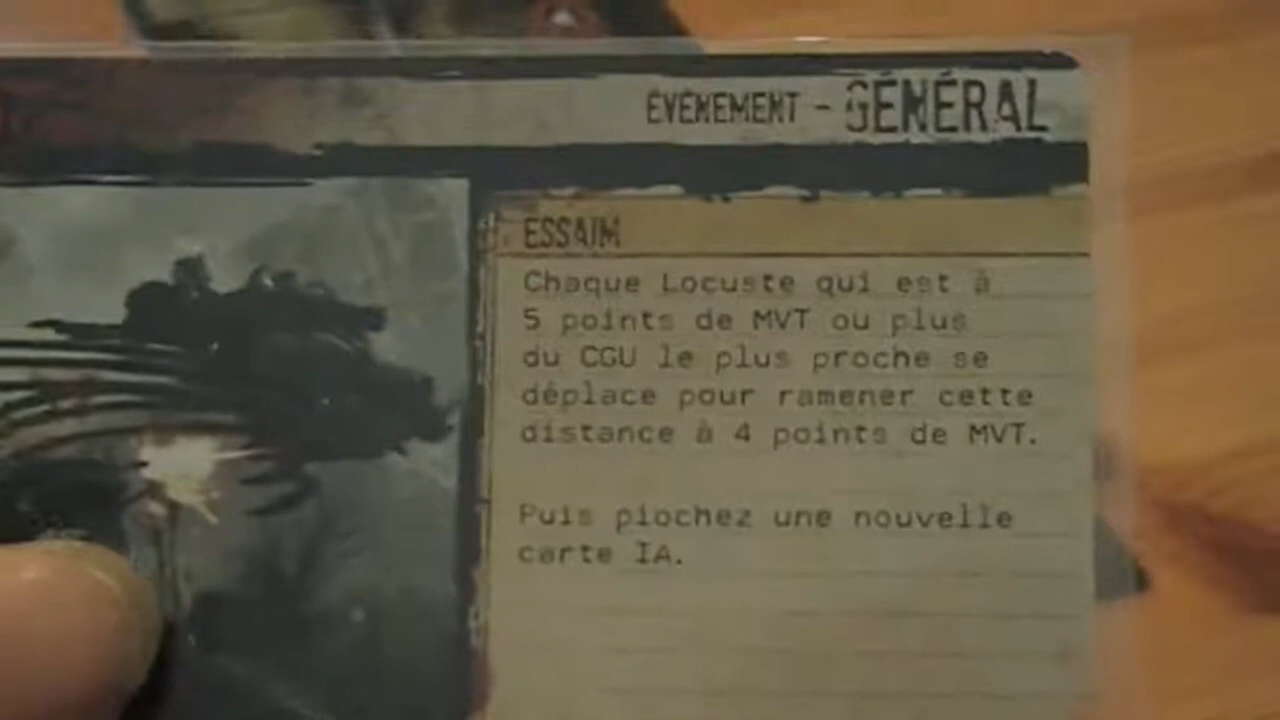 ÉVÉNEMENT - GÉNÉRAL
ESSAIM
Chaque Locuste qui est à
5 points de MVT ou plus
du CGU le plus proche se
déplace pour ramener cette
distance à 4 points de MVT.
Puis piochez une nouvelle
carte IA.